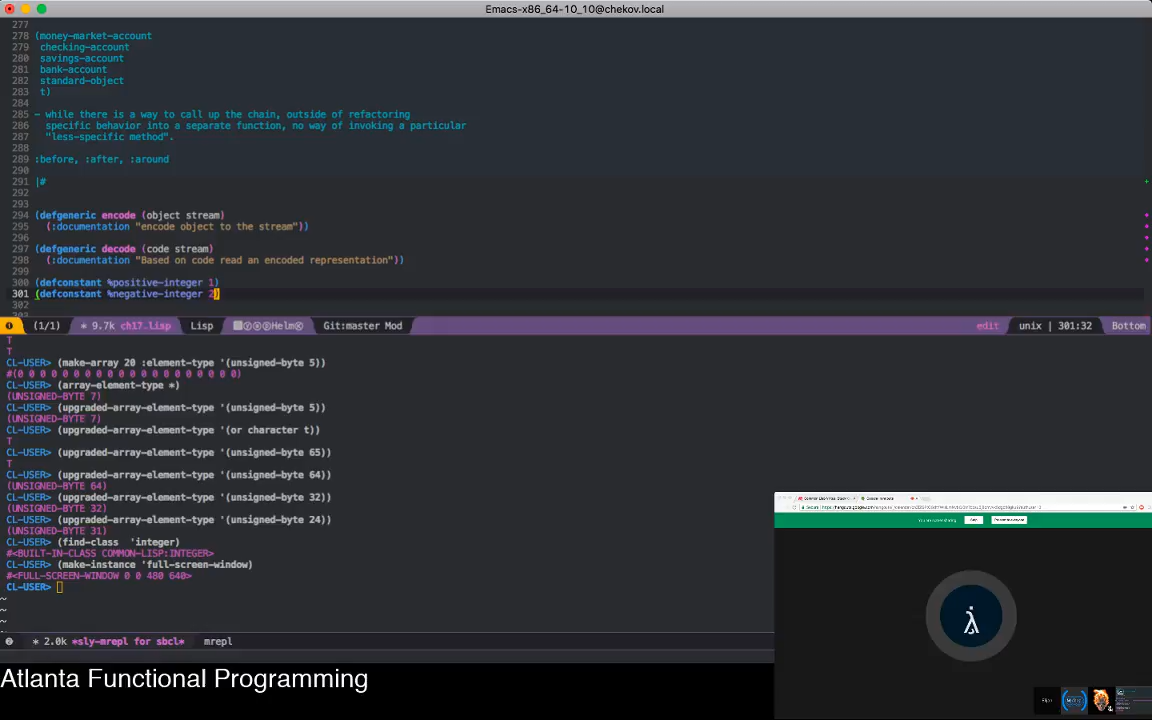 Emacs-x86_64-10_10@chekov.local
277
278 (money-market-account
279 checking-account
280 savings-account
281 bank-account
282 standard-object
283 t)
284
285 - while there is a way to call up the chain, outside of refactoring
286 specific behavior into a separate function, no way of invoking a particular
287 "less-specific method".
288
289 :before, :after, :around
290
291 |#
292
293
294 (defgeneric encode (object stream)
295 (:documentation "encode object to the stream"))
296
297 (defgeneric decode (code stream)
298 (:documentation "Based on code read an encoded representation"))
299
300 (defconstant %positive-integer 1)
301 (defconstant %negative-integer 2)
302
303
(1/1) * 9.7k ch17.lisp Lisp Helm Git:master Mod edit unix | 301:32 Bottom
T
T
CL-USER> (make-array 20 :element-type '(unsigned-byte 5))
#(0 0 0 0 0 0 0 0 0 0 0 0 0 0 0 0 0 0 0 0)
CL-USER> (array-element-type *)
(UNSIGNED-BYTE 7)
CL-USER> (upgraded-array-element-type '(unsigned-byte 5))
(UNSIGNED-BYTE 7)
CL-USER> (upgraded-array-element-type '(or character t))
T
CL-USER> (upgraded-array-element-type '(unsigned-byte 65))
T
CL-USER> (upgraded-array-element-type '(unsigned-byte 64))
(UNSIGNED-BYTE 64)
CL-USER> (upgraded-array-element-type '(unsigned-byte 32))
(UNSIGNED-BYTE 32)
CL-USER> (upgraded-array-element-type '(unsigned-byte 24))
(UNSIGNED-BYTE 31)
CL-USER> (find-class 'integer)
#<BUILT-IN-CLASS COMMON-LISP:INTEGER>
CL-USER> (make-instance 'full-screen-window)
#<FULL-SCREEN-WINDOW 0 0 480 640>
CL-USER>
~
~
~
* 2.0k *sly-mrepl for sbcl* mrepl
Atlanta Functional Programming